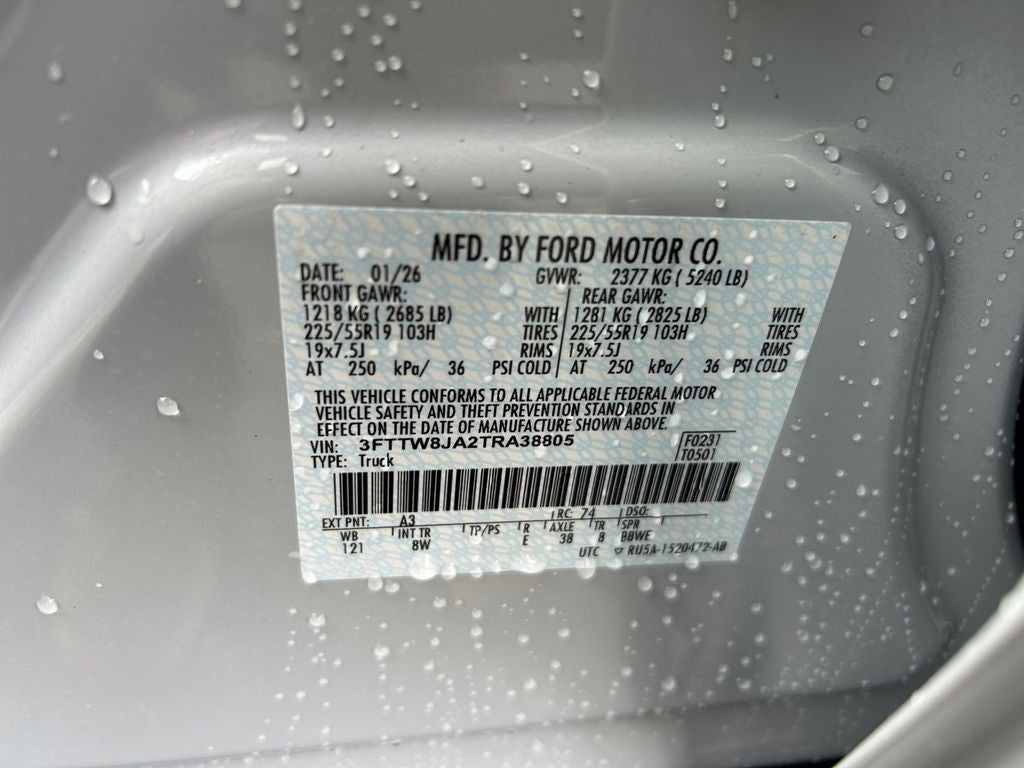 MFD. BY FORD MOTOR CO.
DATE: 01/26 GVWR: 2377 KG ( 5240 LB)
FRONT GAWR: REAR GAWR:
1218 KG ( 2685 LB) WITH 1281 KG ( 2825 LB) WITH
225/55R19 103H TIRES 225/55R19 103H TIRES
19x7.5J RIMS 19x7.5J RIMS
AT 250 kPa/ 36 PSI COLD AT 250 kPa/ 36 PSI COLD
THIS VEHICLE CONFORMS TO ALL APPLICABLE FEDERAL MOTOR
VEHICLE SAFETY AND THEFT PREVENTION STANDARDS IN
EFFECT ON THE DATE OF MANUFACTURE SHOWN ABOVE.
VIN: 3FTTW8JA2TRA38805 F0231
TYPE: Truck T0501
EXT PNT: A3 RC: 74 DSO:
WB INT TR TP/PS R AXLE TR SPR
121 8W E 38 8 BBWE
UTC ▽ RU5A-1520472-AB